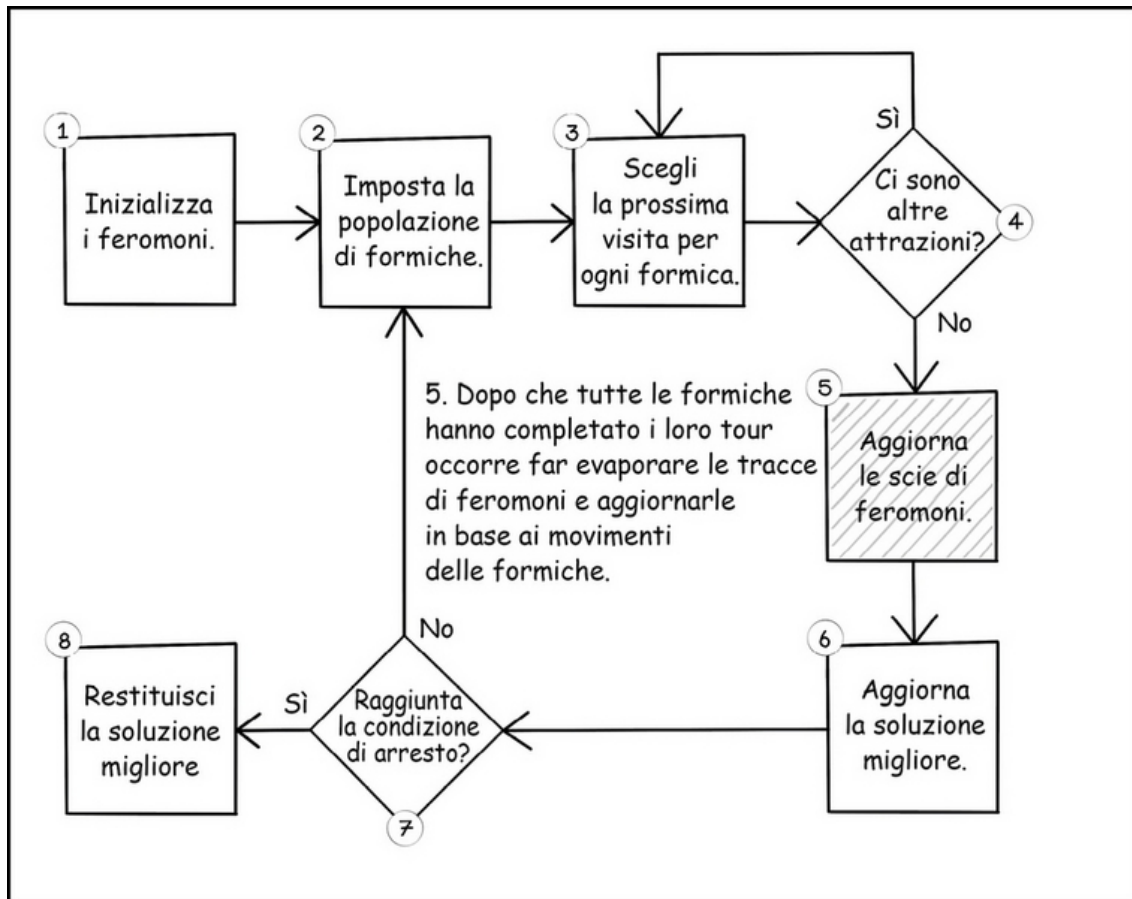 1
Inizializza
i feromoni.
2
Imposta la
popolazione
di formiche.
3
Scegli
la prossima
visita per
ogni formica.
Sì
Ci sono
altre
attrazioni?
4
No
5
Aggiorna
le scie di
feromoni.
5. Dopo che tutte le formiche
hanno completato i loro tour
occorre far evaporare le tracce
di feromoni e aggiornarle
in base ai movimenti
delle formiche.
6
Aggiorna
la soluzione
migliore.
No
Raggiunta
la condizione
di arresto?
7
Sì
8
Restituisci
la soluzione
migliore